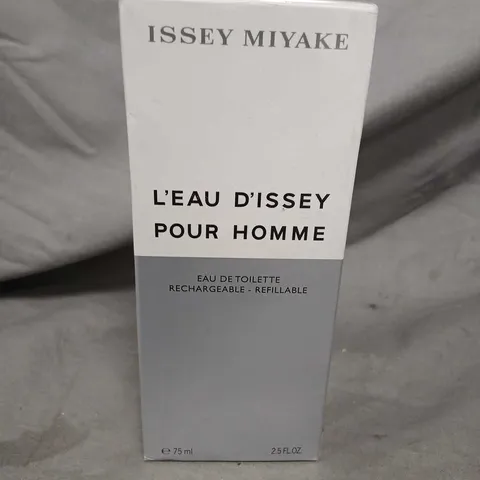 ISSEY MIYAKE
L'EAU D'ISSEY
POUR HOMME
EAU DE TOILETTE
RECHARGEABLE - REFILLABLE
℮ 75 ml 2.5 FL.OZ.